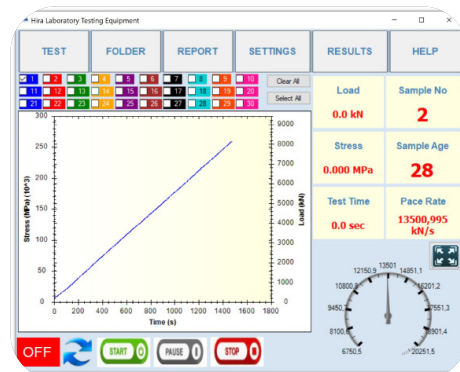 Hira Laboratory Testing Equipment
TEST FOLDER REPORT SETTINGS RESULTS HELP
1 2 3 4 5 6 7 8 9 10 Clear All
11 12 13 14 15 16 17 18 19 20
21 22 23 24 25 26 27 28 29 30 Select All
Load
0.0 kN
Sample No
2
Stress
0.000 MPa
Sample Age
28
Test Time
0.0 sec
Pace Rate
13500,995
kN/s
Stress (MPa) (10^3)
300
250
200
150
100
50
0
9000
8000
7000
6000
5000
4000
3000
2000
1000
0
Load (kN)
0 200 400 600 800 1000 1200 1400 1600 1800
Time (s)
13501
12150,9 14851,1
10800,8 16201,2
9450,7 17551,3
8100,6 18901,4
6750,5 20251,5
OFF START PAUSE STOP